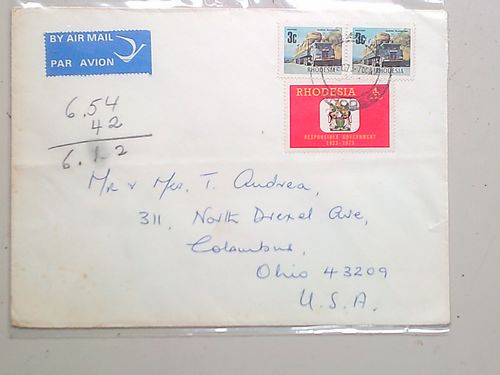 BY AIR MAIL
PAR AVION
3c
3c
RHODESIA
RHODESIA
RHODESIA
RESPONSIBLE GOVERNMENT
1923-1973
6.54
42
6.12
Mr & Mrs. T. Andrea,
311, North Drexel Ave,
Columbus,
Ohio 43209
U.S.A.